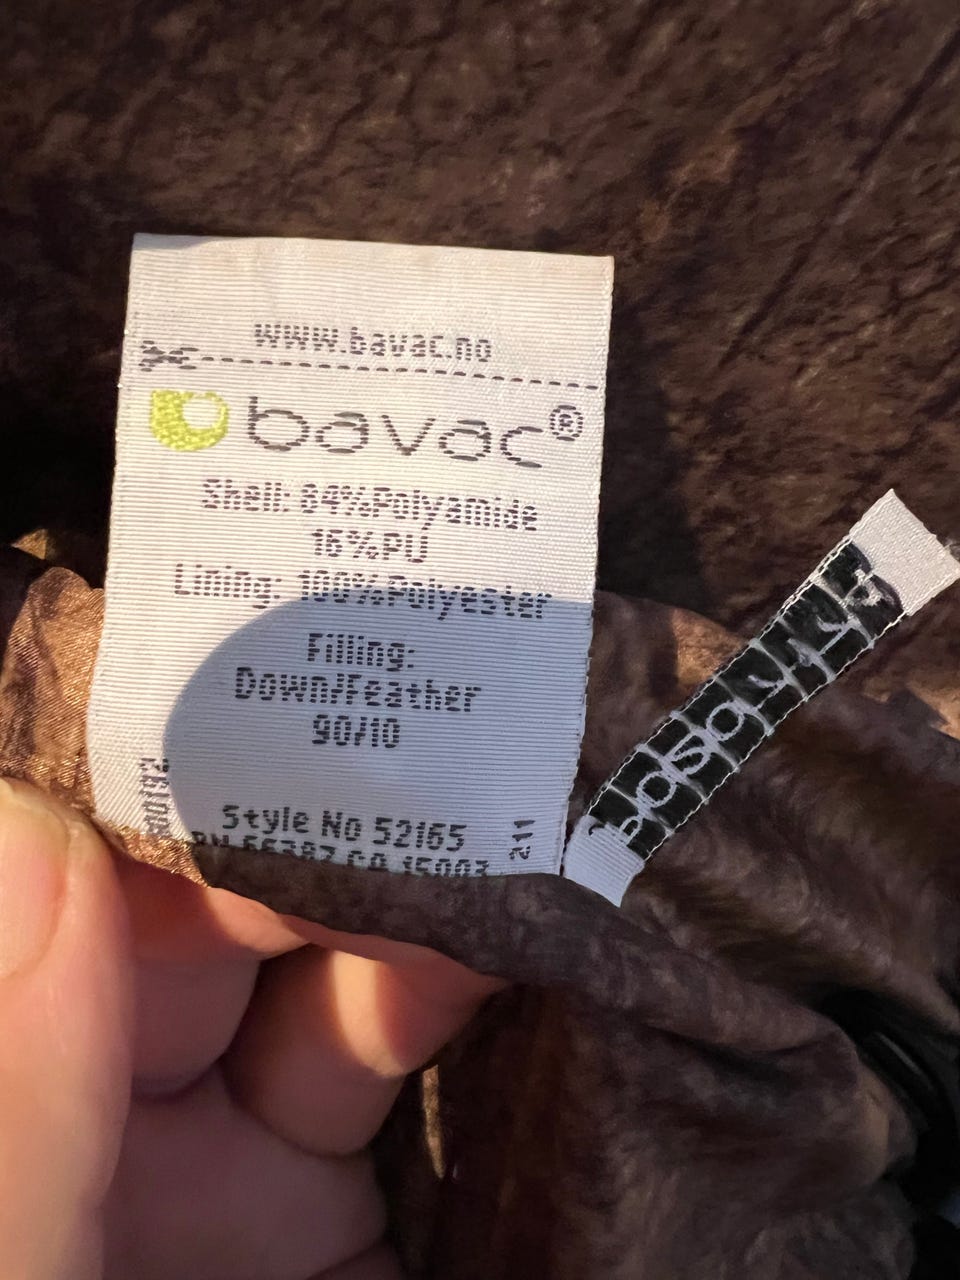 www.bavac.no
bavac®
Shell: 84%Polyamide
16%PU
Lining: 100%Polyester
Filling:
Down/Feather
90/10
Style No 52165
211